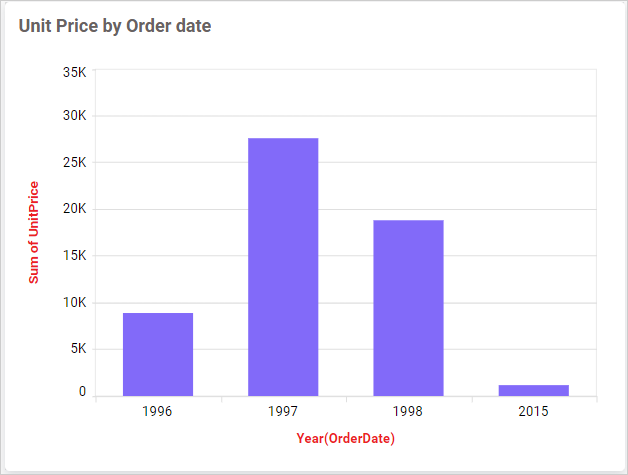 Unit Price by Order date
35K
30K
25K
20K
15K
10K
5K
0
Sum of UnitPrice
1996 1997 1998 2015
Year(OrderDate)